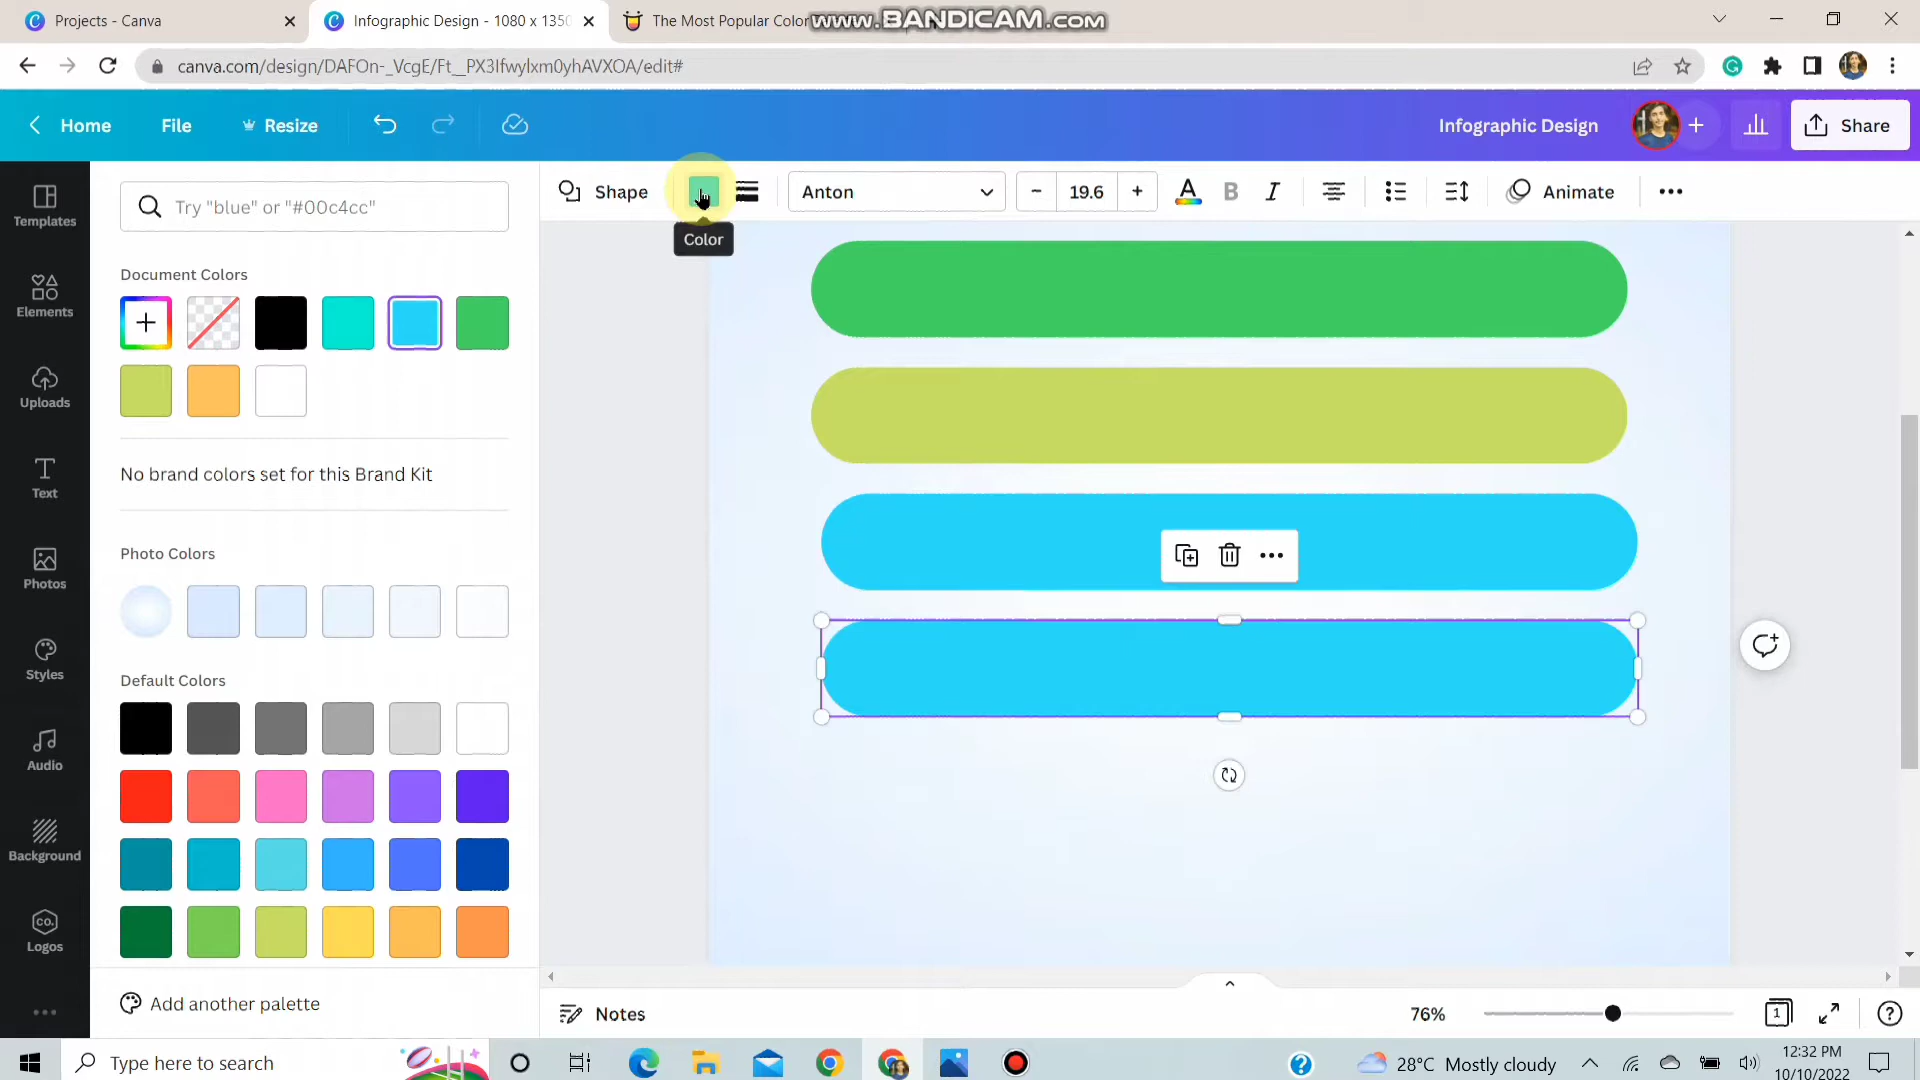 Projects - Canva
Infographic Design - 1080 x 1350
The Most Popular Color
www.BANDICAM.com
canva.com/design/DAFOn-_VcgE/Ft__PX3Ifwylxm0yhAVXOA/edit#
Home
File
Resize
Infographic Design
Share
Templates
Elements
Uploads
Text
Photos
Styles
Audio
Background
co.
Logos
Try "blue" or "#00c4cc"
Shape
Anton
19.6
A
B
I
Animate
Color
Document Colors
No brand colors set for this Brand Kit
Photo Colors
Default Colors
Add another palette
Notes
76%
1
Type here to search
28°C Mostly cloudy
12:32 PM
10/10/2022